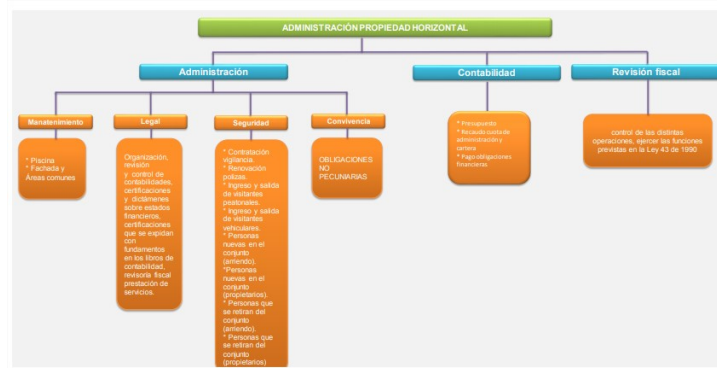 ADMINISTRACIÓN PROPIEDAD HORIZONTAL
Administración
Contabilidad
Revisión fiscal
Manatenimiento
Legal
Seguridad
Convivencia
* Piscina
* Fachada y
Áreas comunes
Organización,
revisión
y control de
contabilidades,
certificaciones
y dictámenes
sobre estados
financieros,
certificaciones
que se expidan
con
fundamentos
en los libros de
contabilidad,
revisoría fiscal
prestación de
servicios.
* Contratación
vigilancia.
* Renovación
polizas.
* Ingreso y salida
de visitantes
peatonales.
* Ingreso y salida
de visitantes
vehiculares.
* Personas
nuevas en el
conjunto
(arriendo).
*Personas
nuevas en el
conjunto
(propietarios).
* Personas que
se retiran del
conjunto
(arriendo).
* Personas que
se retiran del
conjunto
(propietarios)
OBLIGACIONES
NO
PECUNIARIAS
* Presupuesto
* Recaudo cuota de
administración y
cartera
* Pago obligaciones
financieras.
control de las distintas
operaciones, ejercer las funciones
previstas en la Ley 43 de 1990